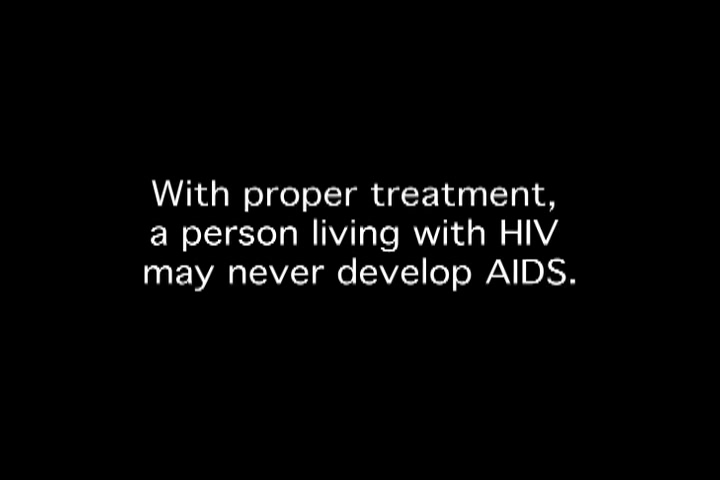 With proper treatment,
a person living with HIV
may never develop AIDS.